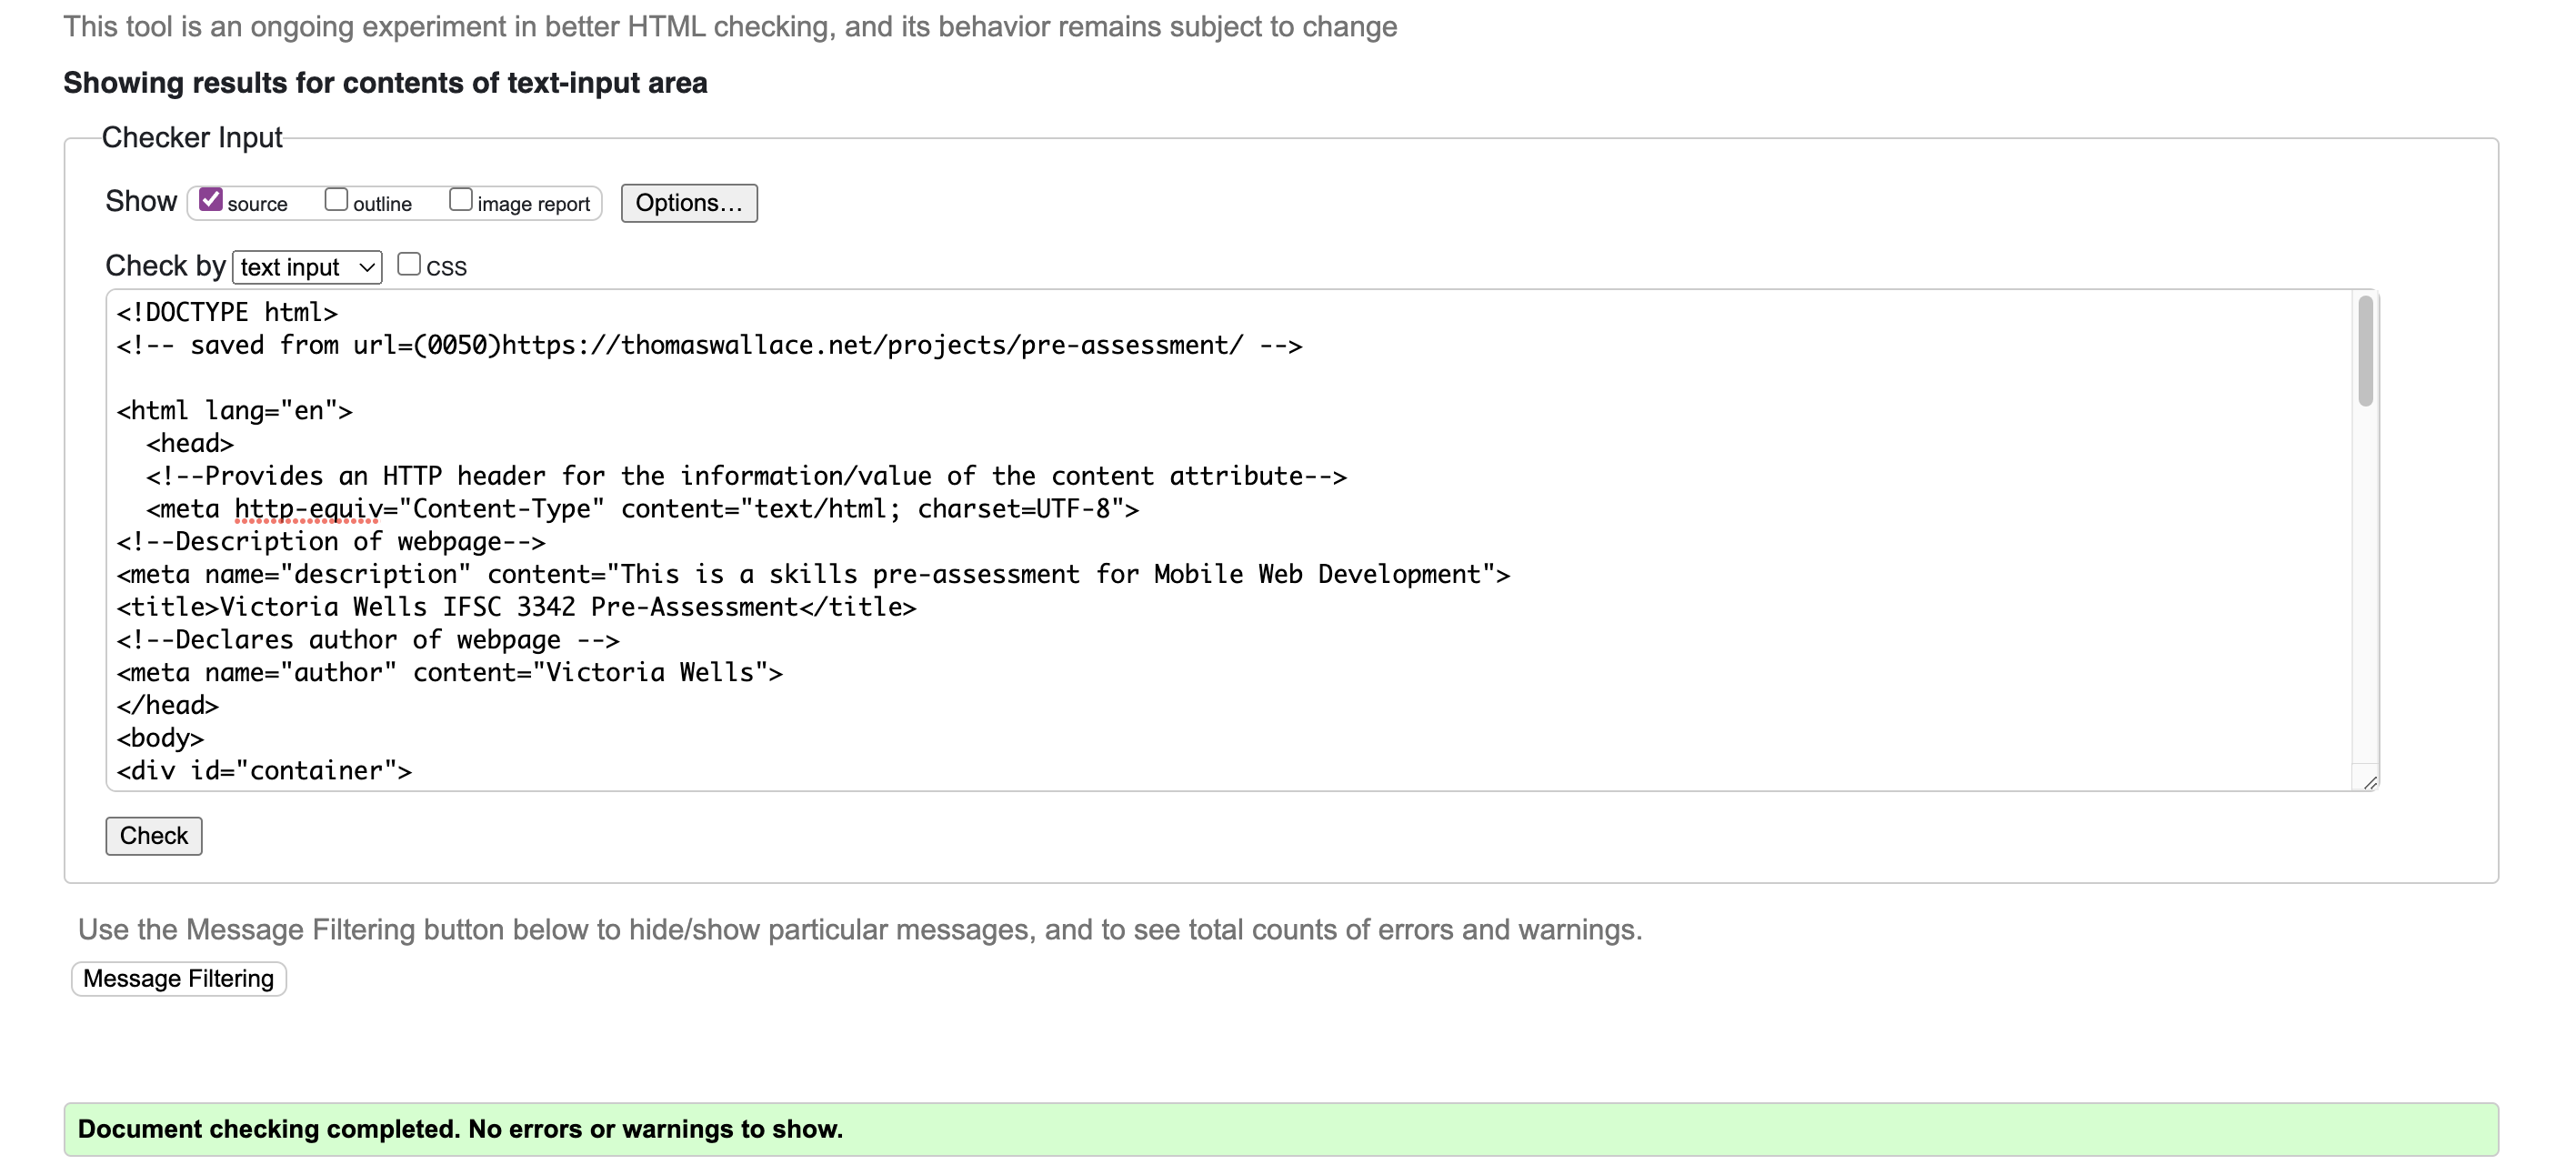 This tool is an ongoing experiment in better HTML checking, and its behavior remains subject to change
Showing results for contents of text-input area
Checker Input
Show source outline image report Options...
Check by text input CSS
<!DOCTYPE html>
<!-- saved from url=(0050)https://thomaswallace.net/projects/pre-assessment/ -->
<html lang="en">
<head>
<!--Provides an HTTP header for the information/value of the content attribute-->
<meta http-equiv="Content-Type" content="text/html; charset=UTF-8">
<!--Description of webpage-->
<meta name="description" content="This is a skills pre-assessment for Mobile Web Development">
<title>Victoria Wells IFSC 3342 Pre-Assessment</title>
<!--Declares author of webpage -->
<meta name="author" content="Victoria Wells">
</head>
<body>
<div id="container">
Check
Use the Message Filtering button below to hide/show particular messages, and to see total counts of errors and warnings.
Message Filtering
Document checking completed. No errors or warnings to show.